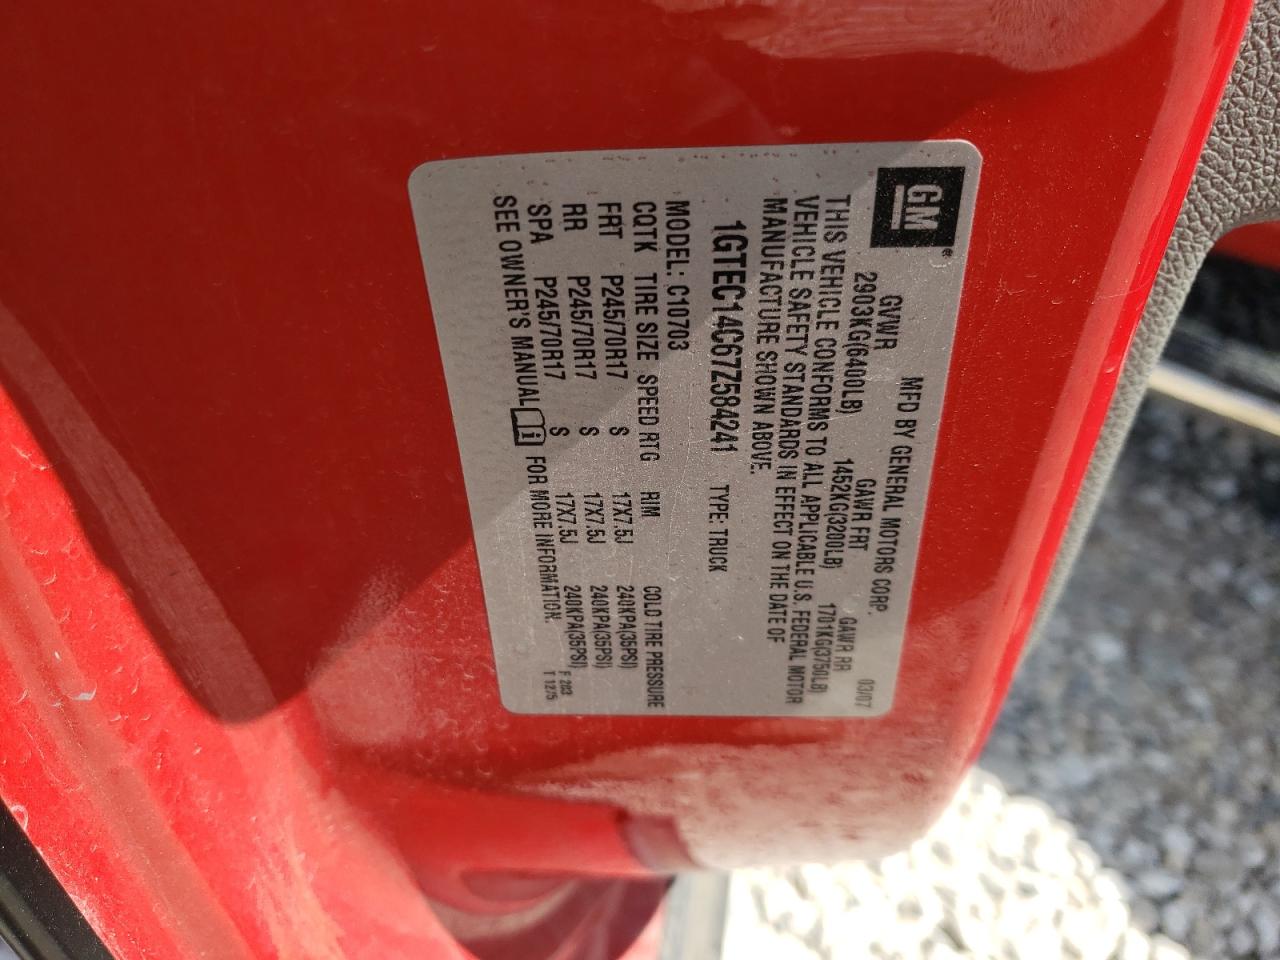 GM®
MFD BY GENERAL MOTORS CORP. 03/07
GVWR GAWR FRT GAWR RR
2903KG(6400LB) 1452KG(3200LB) 1701KG(3750LB)
THIS VEHICLE CONFORMS TO ALL APPLICABLE U.S. FEDERAL MOTOR
VEHICLE SAFETY STANDARDS IN EFFECT ON THE DATE OF
MANUFACTURE SHOWN ABOVE.
1GTEC14C67Z584241 TYPE: TRUCK
MODEL: C10703
CQTK TIRE SIZE SPEED RTG RIM COLD TIRE PRESSURE
FRT P245/70R17 S 17X7.5J 240KPA(35PSI)
RR P245/70R17 S 17X7.5J 240KPA(35PSI)
SPA P245/70R17 S 17X7.5J 240KPA(35PSI)
SEE OWNER'S MANUAL i FOR MORE INFORMATION.
F 283
T 1275